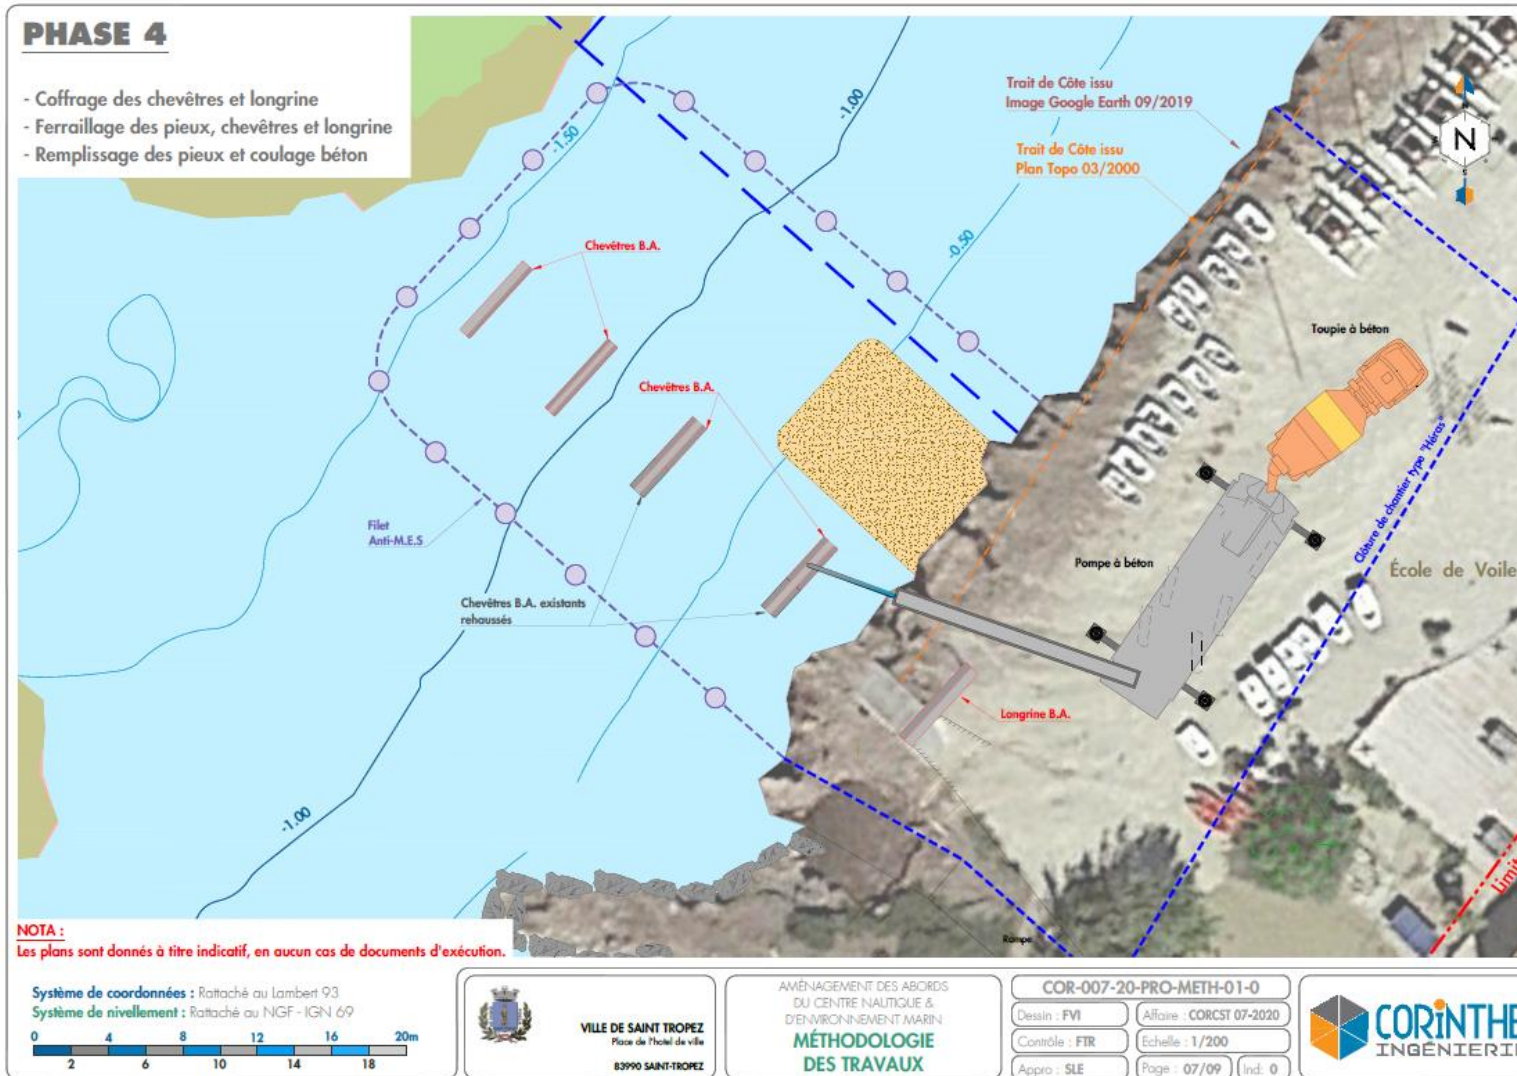 PHASE 4
- Coffrage des chevêtres et longrine
- Ferraillage des pieux, chevêtres et longrine
- Remplissage des pieux et coulage béton
Trait de Côte issu
Image Google Earth 09/2019
Trait de Côte issu
Plan Topo 03/2000
-1.50
-1.00
-0.50
N
Chevêtres B.A.
Toupie à béton
Chevêtres B.A.
Clôture de chantier type "Héras"
Filet
Anti-M.E.S
Pompe à béton
École de Voile
Chevêtres B.A. existants
rehaussés
Longrine B.A.
-1.00
Limit
Rampe
NOTA :
Les plans sont donnés à titre indicatif, en aucun cas de documents d'exécution.
Système de coordonnées : Rattaché au Lambert 93
Système de nivellement : Rattaché au NGF - IGN 69
0 4 8 12 16 20m
2 6 10 14 18
VILLE DE SAINT TROPEZ
Place de l'hotel de ville
83990 SAINT-TROPEZ
AMÉNAGEMENT DES ABORDS
DU CENTRE NAUTIQUE &
D'ENVIRONNEMENT MARIN
MÉTHODOLOGIE
DES TRAVAUX
COR-007-20-PRO-METH-01-0
Dessin : FVI
Affaire : CORCST 07-2020
Contrôle : FTR
Echelle : 1/200
Appro : SLE
Page : 07/09
Ind: 0
CORiNTHE
INGÉNIERIE